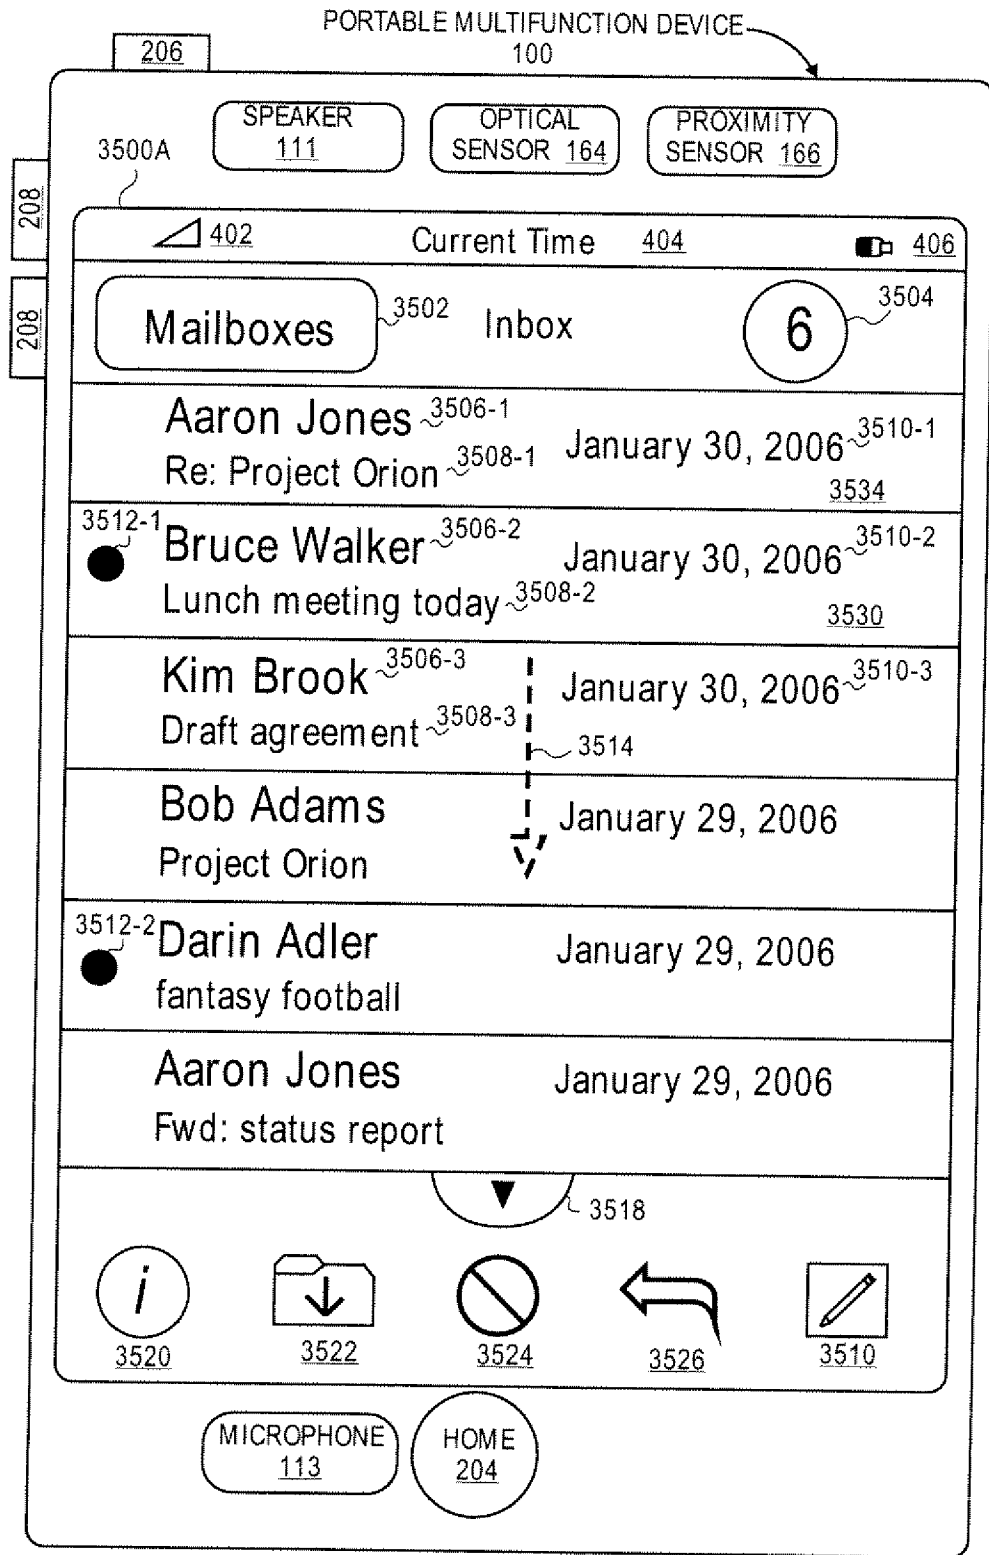 PORTABLE MULTIFUNCTION DEVICE
100
206
SPEAKER
111
OPTICAL
SENSOR 164
PROXIMITY
SENSOR 166
3500A
208
208
402
Current Time 404
406
Mailboxes
3502
Inbox
6
3504
Aaron Jones 3506-1
January 30, 2006 3510-1
Re: Project Orion 3508-1
3534
3512-1
Bruce Walker 3506-2
January 30, 2006 3510-2
Lunch meeting today 3508-2
3530
Kim Brook 3506-3
January 30, 2006 3510-3
Draft agreement 3508-3
3514
Bob Adams
January 29, 2006
Project Orion
3512-2
Darin Adler
January 29, 2006
fantasy football
Aaron Jones
January 29, 2006
Fwd: status report
3518
i
3520
3522
3524
3526
3510
MICROPHONE
113
HOME
204